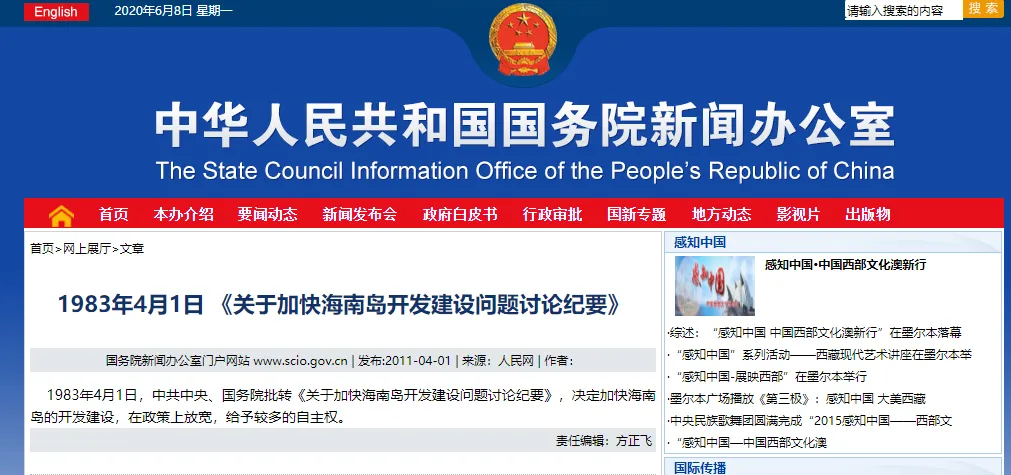 English
2020年6月8日 星期一
请输入搜索的内容
搜 索
中华人民共和国国务院新闻办公室
The State Council Information Office of the People's Republic of China
首页 本办介绍 要闻动态 新闻发布会 政府白皮书 行政审批 国新专题 地方动态 影视片 出版物
首页>网上展厅>文章
1983年4月1日 《关于加快海南岛开发建设问题讨论纪要》
国务院新闻办公室门户网站 www.scio.gov.cn | 发布:2011-04-01 | 来源：人民网 | 作者：
1983年4月1日，中共中央、国务院批转《关于加快海南岛开发建设问题讨论纪要》，决定加快海南
岛的开发建设，在政策上放宽，给予较多的自主权。
责任编辑：方正飞
感知中国
感知中国
感知中国•中国西部文化澳新行
·综述：“感知中国 中国西部文化澳新行”在墨尔本落幕
·“感知中国”系列活动——西藏现代艺术讲座在墨尔本举
·“感知中国-展映西部”在墨尔本举行
·墨尔本广场播放《第三极》：感知中国 大美西藏
·中央民族歌舞团圆满完成“2015感知中国——西部文
·“感知中国—中国西部文化澳
国际传播